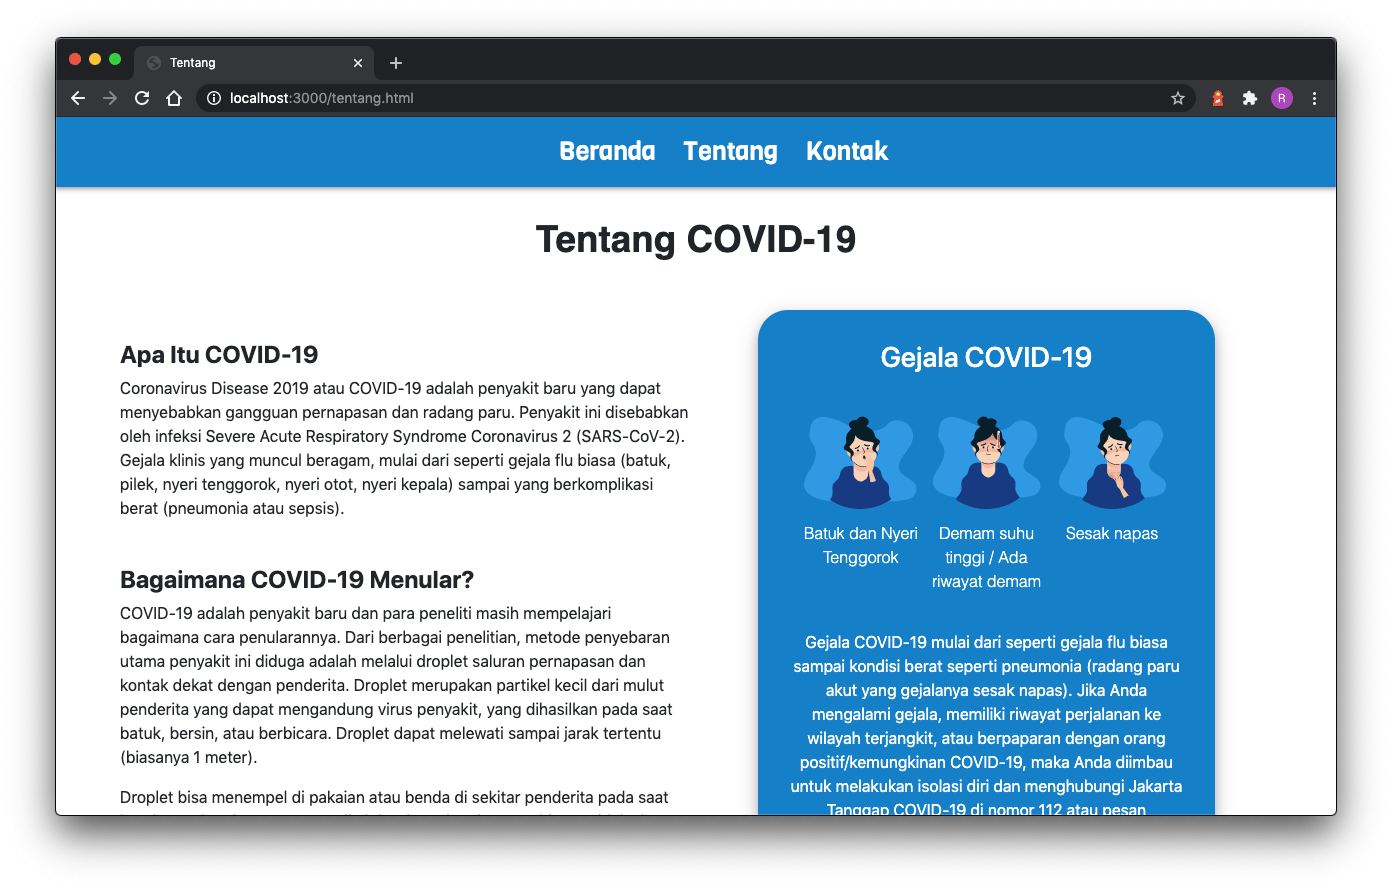 Tentang
localhost:3000/tentang.html
R
Beranda Tentang Kontak
Tentang COVID-19
Apa Itu COVID-19
Coronavirus Disease 2019 atau COVID-19 adalah penyakit baru yang dapat
menyebabkan gangguan pernapasan dan radang paru. Penyakit ini disebabkan
oleh infeksi Severe Acute Respiratory Syndrome Coronavirus 2 (SARS-CoV-2).
Gejala klinis yang muncul beragam, mulai dari seperti gejala flu biasa (batuk,
pilek, nyeri tenggorok, nyeri otot, nyeri kepala) sampai yang berkomplikasi
berat (pneumonia atau sepsis).
Bagaimana COVID-19 Menular?
COVID-19 adalah penyakit baru dan para peneliti masih mempelajari
bagaimana cara penularannya. Dari berbagai penelitian, metode penyebaran
utama penyakit ini diduga adalah melalui droplet saluran pernapasan dan
kontak dekat dengan penderita. Droplet merupakan partikel kecil dari mulut
penderita yang dapat mengandung virus penyakit, yang dihasilkan pada saat
batuk, bersin, atau berbicara. Droplet dapat melewati sampai jarak tertentu
(biasanya 1 meter).
Droplet bisa menempel di pakaian atau benda di sekitar penderita pada saat
Gejala COVID-19
Batuk dan Nyeri
Tenggorok
Demam suhu
tinggi / Ada
riwayat demam
Sesak napas
Gejala COVID-19 mulai dari seperti gejala flu biasa
sampai kondisi berat seperti pneumonia (radang paru
akut yang gejalanya sesak napas). Jika Anda
mengalami gejala, memiliki riwayat perjalanan ke
wilayah terjangkit, atau berpaparan dengan orang
positif/kemungkinan COVID-19, maka Anda diimbau
untuk melakukan isolasi diri dan menghubungi Jakarta
Tanggap COVID-19 di nomor 112 atau pesan